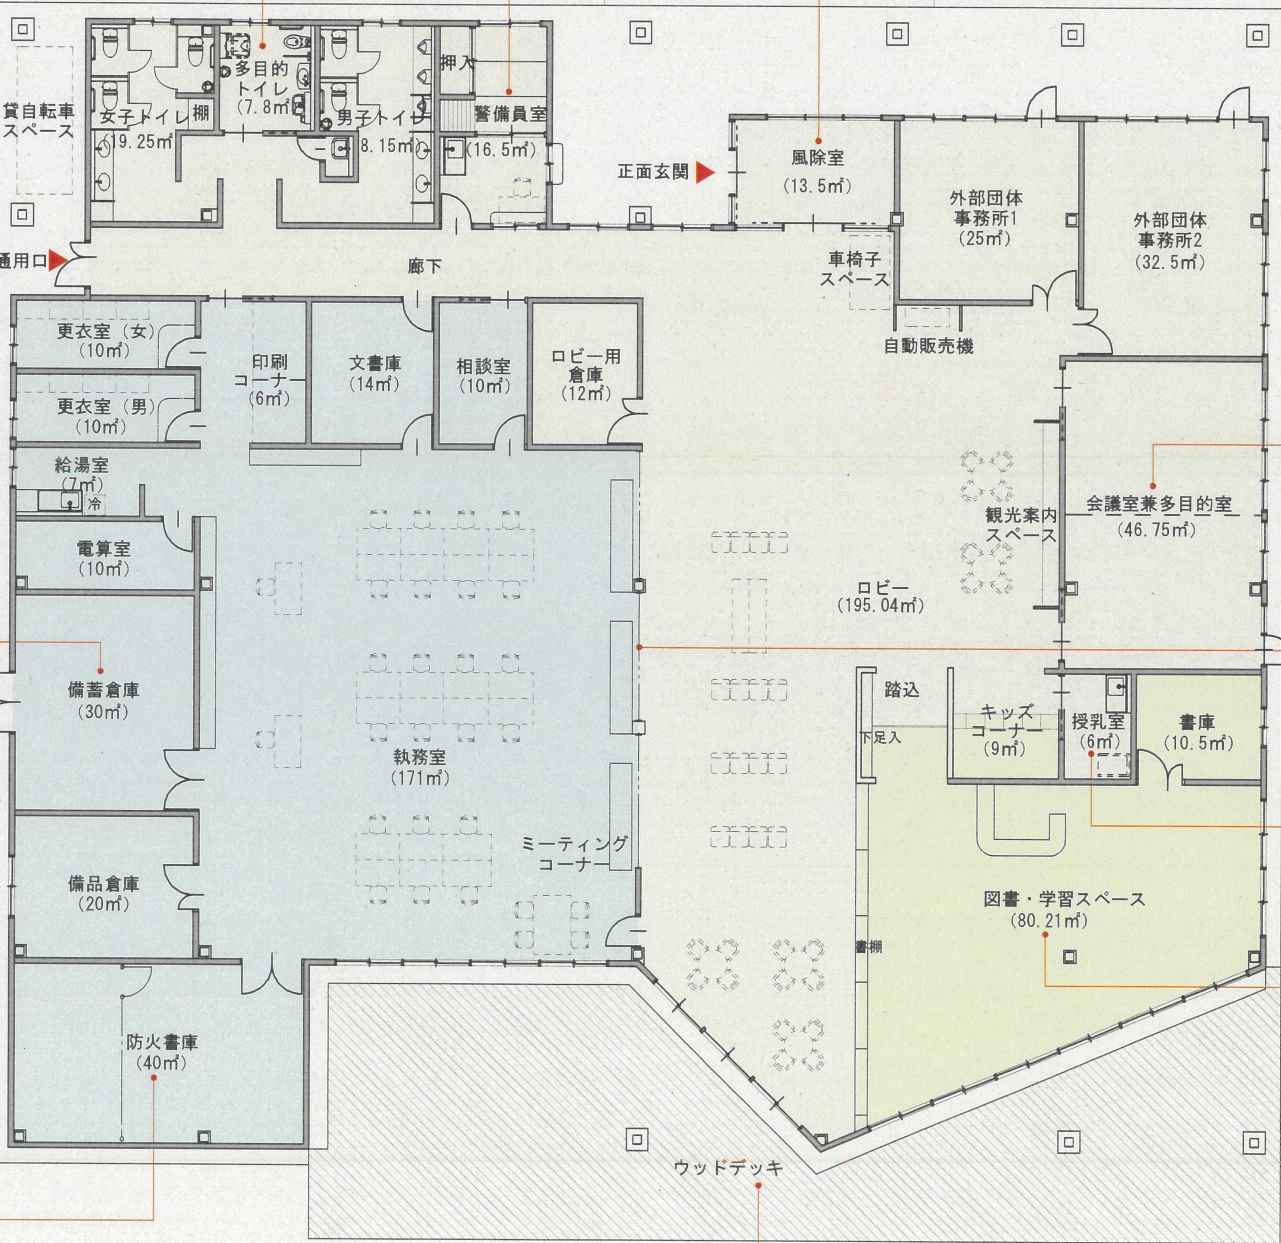 貸自転車
スペース
女子トイレ
(19.25㎡)
棚
多目的
トイレ
(7.8㎡
男子トイレ
8.15㎡)
押入
警備員室
(16.5㎡)
正面玄関
風除室
(13.5㎡)
外部団体
事務所1
(25㎡)
外部団体
事務所2
(32.5㎡)
通用口
廊下
車椅子
スペース
自動販売機
更衣室（女）
(10㎡)
更衣室（男）
(10㎡)
印刷
コーナー
(6㎡)
文書庫
(14㎡)
相談室
(10㎡)
ロビー用
倉庫
(12㎡)
給湯室
(7㎡)
冷
電算室
(10㎡)
観光案内
スペース
会議室兼多目的室
(46.75㎡)
ロビー
(195.04㎡)
備蓄倉庫
(30㎡)
執務室
(171㎡)
踏込
下足入
キッズ
コーナー
(9㎡)
授乳室
(6㎡)
書庫
(10.5㎡)
ミーティング
コーナー
備品倉庫
(20㎡)
図書・学習スペース
(80.21㎡)
書棚
防火書庫
(40㎡)
ウッドデッキ